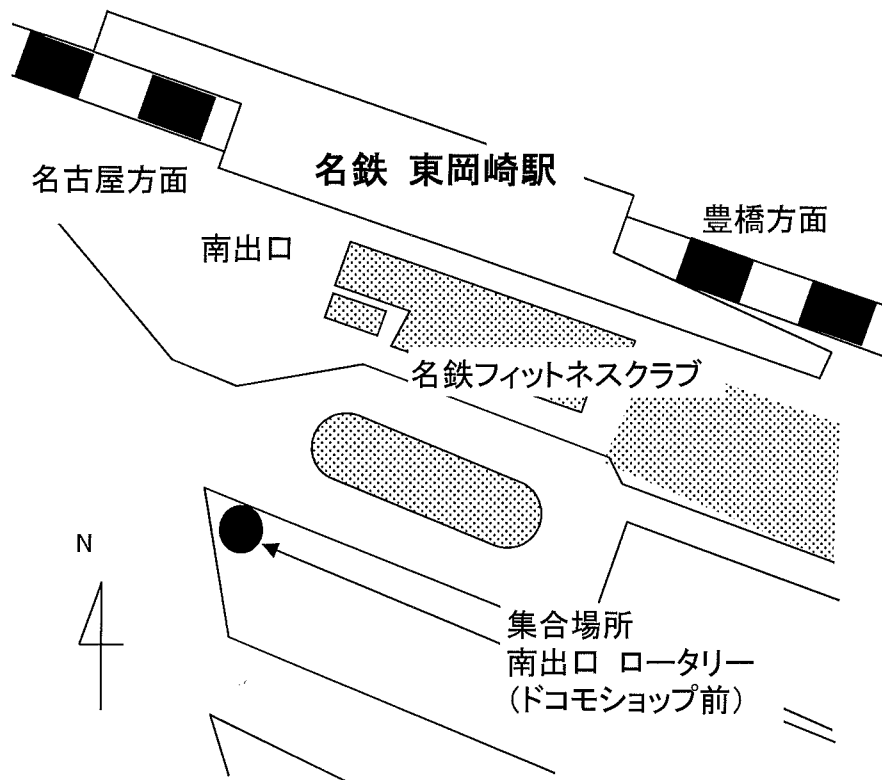 名鉄 東岡崎駅
名古屋方面
豊橋方面
南出口
名鉄フィットネスクラブ
N
集合場所
南出口 ロータリー
(ドコモショップ前)